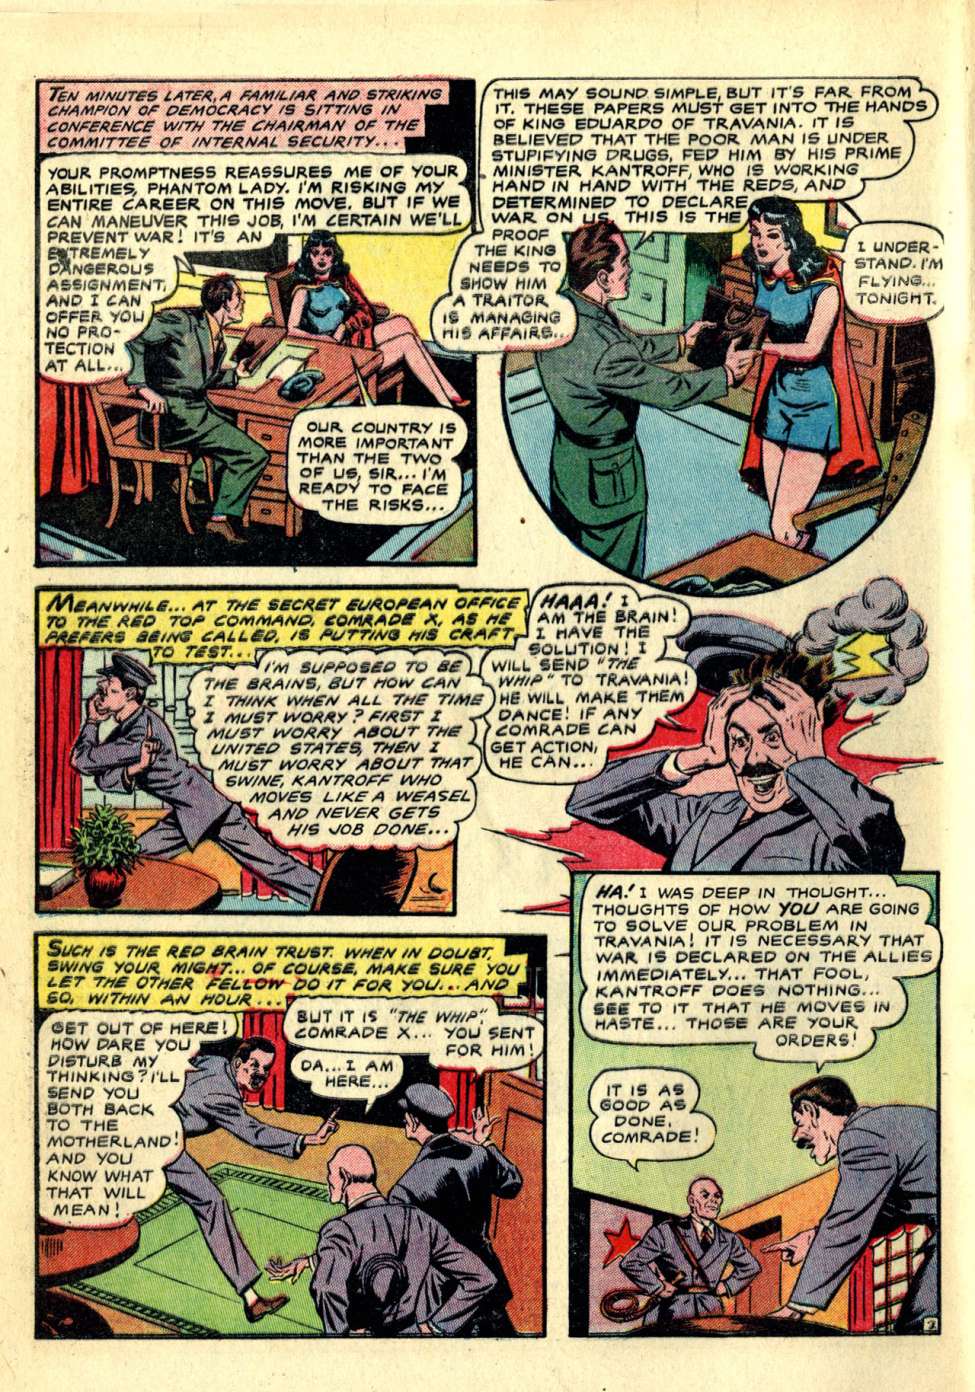 TEN MINUTES LATER, A FAMILIAR AND STRIKING
CHAMPION OF DEMOCRACY IS SITTING IN
CONFERENCE WITH THE CHAIRMAN OF THE
COMMITTEE OF INTERNAL SECURITY...
YOUR PROMPTNESS REASSURES ME OF YOUR
ABILITIES, PHANTOM LADY. I'M RISKING MY
ENTIRE CAREER ON THIS MOVE. BUT IF WE
CAN MANEUVER THIS JOB, I'M CERTAIN WE'LL
PREVENT WAR! IT'S AN
EXTREMELY
DANGEROUS
ASSIGNMENT,
AND I CAN
OFFER YOU
NO PRO-
TECTION
AT ALL...
OUR COUNTRY IS
MORE IMPORTANT
THAN THE TWO
OF US, SIR... I'M
READY TO FACE
THE RISKS...
THIS MAY SOUND SIMPLE, BUT IT'S FAR FROM
IT. THESE PAPERS MUST GET INTO THE HANDS
OF KING EDUARDO OF TRAVANIA. IT IS
BELIEVED THAT THE POOR MAN IS UNDER
STUPIFYING DRUGS, FED HIM BY HIS PRIME
MINISTER KANTROFF, WHO IS WORKING
HAND IN HAND WITH THE REDS, AND
DETERMINED TO DECLARE
WAR ON US. THIS IS THE
PROOF
THE KING
NEEDS TO
SHOW HIM
A TRAITOR
IS MANAGING
HIS AFFAIRS...
I UNDER-
STAND. I'M
FLYING...
TONIGHT.
MEANWHILE... AT THE SECRET EUROPEAN OFFICE
TO THE RED TOP COMMAND, COMRADE X, AS HE
PREFERS BEING CALLED, IS PUTTING HIS CRAFT
TO TEST...
I'M SUPPOSED TO BE
THE BRAINS, BUT HOW CAN
I THINK WHEN ALL THE TIME
I MUST WORRY? FIRST I
MUST WORRY ABOUT THE
UNITED STATES, THEN I
MUST WORRY ABOUT THAT
SWINE, KANTROFF WHO
MOVES LIKE A WEASEL
AND NEVER GETS
HIS JOB DONE...
HAAA! I
AM THE BRAIN!
I HAVE THE
SOLUTION! I
WILL SEND "THE
WHIP" TO TRAVANIA!
HE WILL MAKE THEM
DANCE! IF ANY
COMRADE CAN
GET ACTION,
HE CAN...
SUCH IS THE RED BRAIN TRUST. WHEN IN DOUBT,
SWING YOUR MIGHT... OF COURSE, MAKE SURE YOU
LET THE OTHER FELLOW DO IT FOR YOU... AND
SO, WITHIN AN HOUR...
GET OUT OF HERE!
HOW DARE YOU
DISTURB MY
THINKING? I'LL
SEND YOU
BOTH BACK
TO THE
MOTHERLAND!
AND YOU
KNOW WHAT
THAT WILL
MEAN!
BUT IT IS "THE WHIP",
COMRADE X... YOU SENT
FOR HIM!
DA... I AM
HERE...
HA! I WAS DEEP IN THOUGHT...
THOUGHTS OF HOW YOU ARE GOING
TO SOLVE OUR PROBLEM IN
TRAVANIA! IT IS NECESSARY THAT
WAR IS DECLARED ON THE ALLIES
IMMEDIATELY... THAT FOOL,
KANTROFF DOES NOTHING...
SEE TO IT THAT HE MOVES IN
HASTE... THOSE ARE YOUR
ORDERS!
IT IS AS
GOOD AS
DONE,
COMRADE!